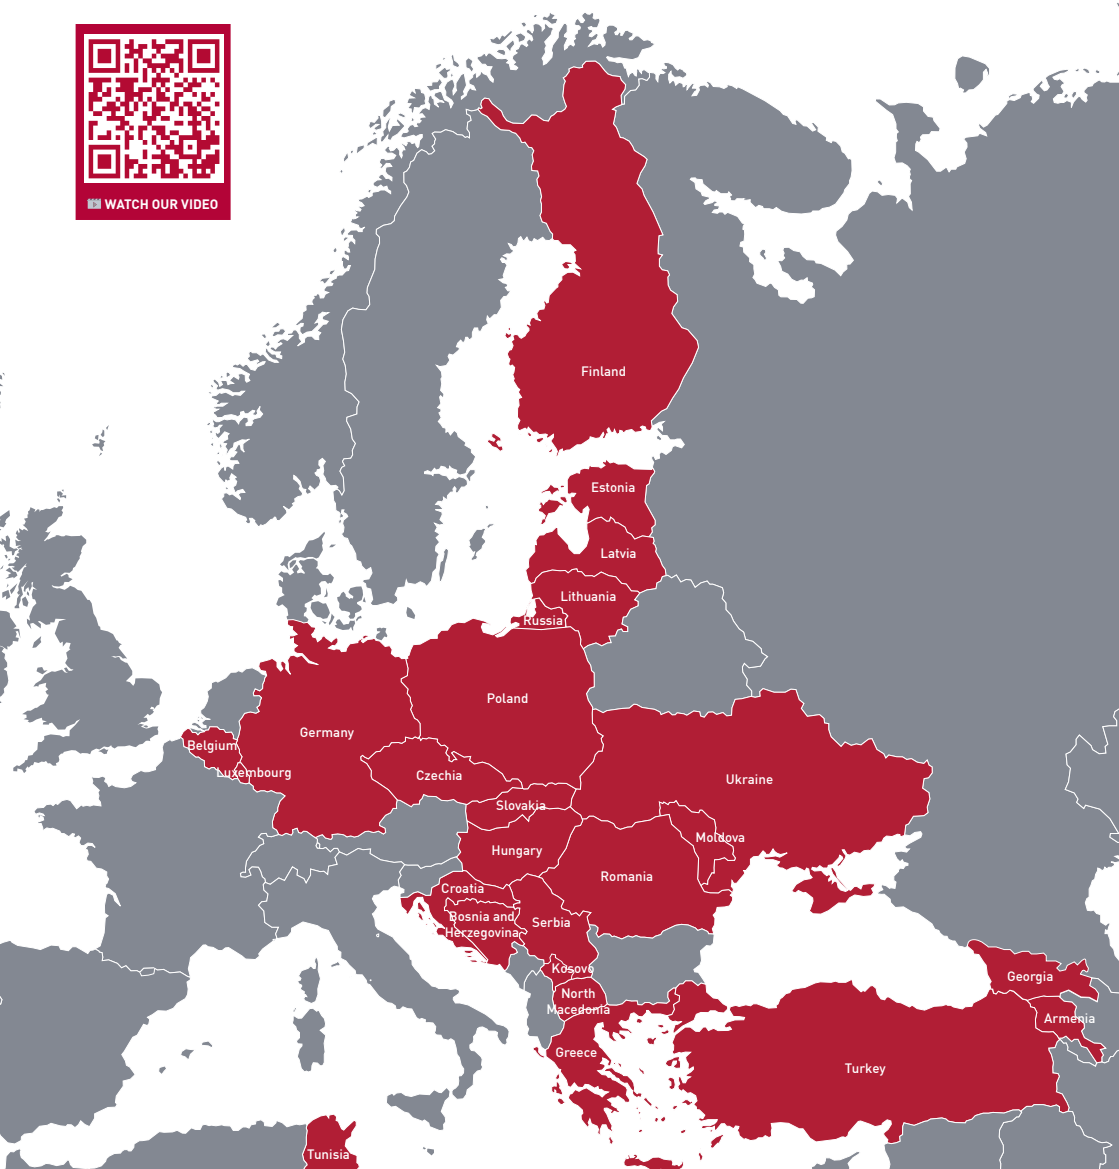 WATCH OUR VIDEO
Finland
Estonia
Latvia
Lithuania
Russia
Poland
Germany
Belgium
Luxembourg
Czechia
Ukraine
Slovakia
Moldova
Hungary
Romania
Croatia
Bosnia and
Herzegovina
Serbia
Kosovo
Georgia
North
Macedonia
Armenia
Greece
Turkey
Tunisia